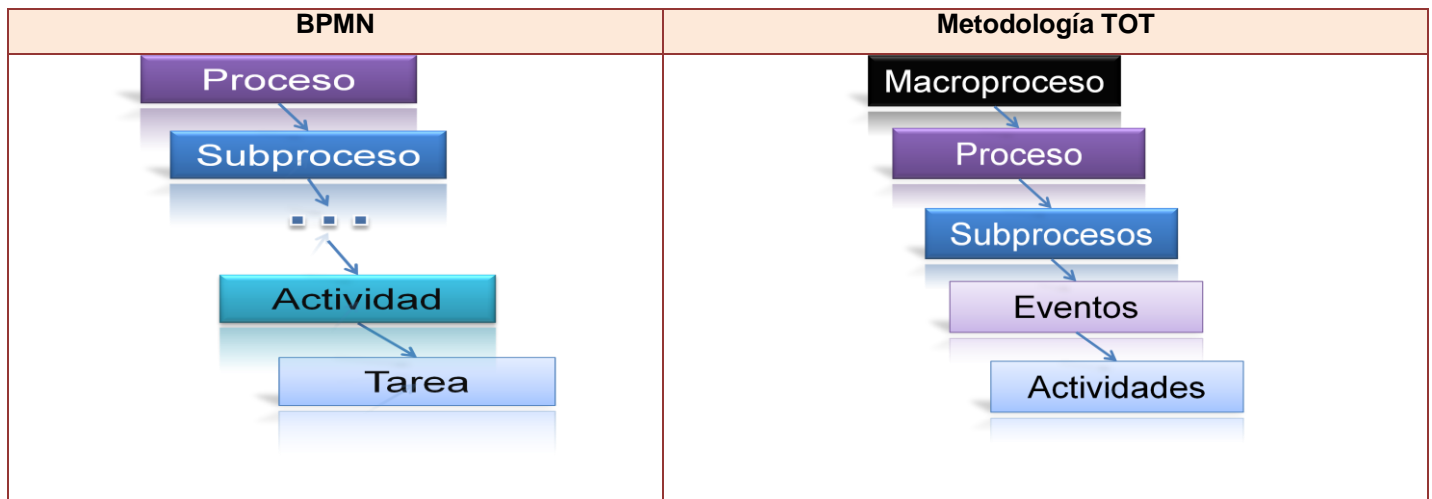 BPMN
Metodología TOT
Proceso
Subproceso
Actividad
Tarea
Macroproceso
Proceso
Subprocesos
Eventos
Actividades